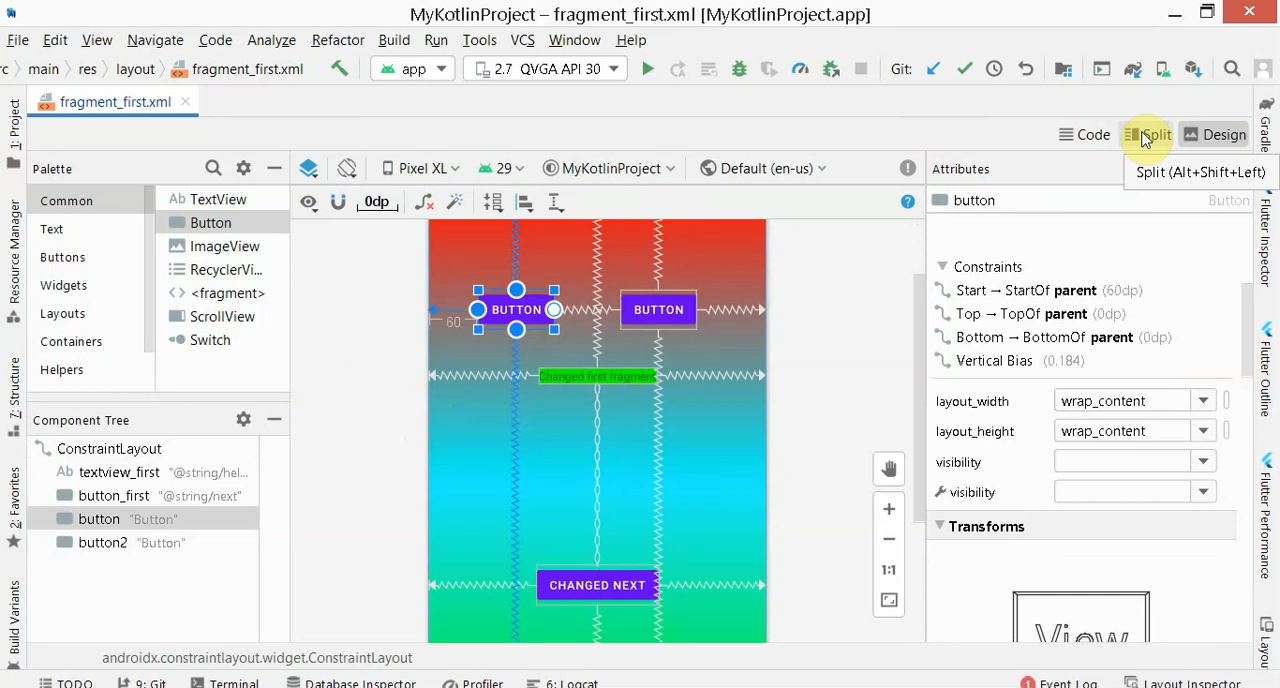 MyKotlinProject – fragment_first.xml [MyKotlinProject.app]
File Edit View Navigate Code Analyze Refactor Build Run Tools VCS Window Help
main res layout fragment_first.xml app 2.7 QVGA API 30 Git:
fragment_first.xml
Code Split Design
Split (Alt+Shift+Left)
Palette
Pixel XL 29 MyKotlinProject Default (en-us)
Attributes
0dp
Common
Text
Buttons
Widgets
Layouts
Containers
Helpers
Ab TextView
Button
ImageView
RecyclerVi...
<fragment>
ScrollView
Switch
Component Tree
ConstraintLayout
Ab textview_first "@string/hel...
button_first "@string/next"
button "Button"
button2 "Button"
BUTTON
BUTTON
60
Changed first fragment
CHANGED NEXT
1:1
button Button
Constraints
Start → StartOf parent (60dp)
Top → TopOf parent (0dp)
Bottom → BottomOf parent (0dp)
Vertical Bias (0.184)
layout_width wrap_content
layout_height wrap_content
visibility
visibility
Transforms
View
1: Project
Resource Manager
7: Structure
2: Favorites
Build Variants
Gradle
Flutter Inspector
Flutter Outline
Flutter Performance
androidx.constraintlayout.widget.ConstraintLayout
TODO 9: Git Terminal Database Inspector Profiler 6: Logcat 1 Event Log Layout Inspector